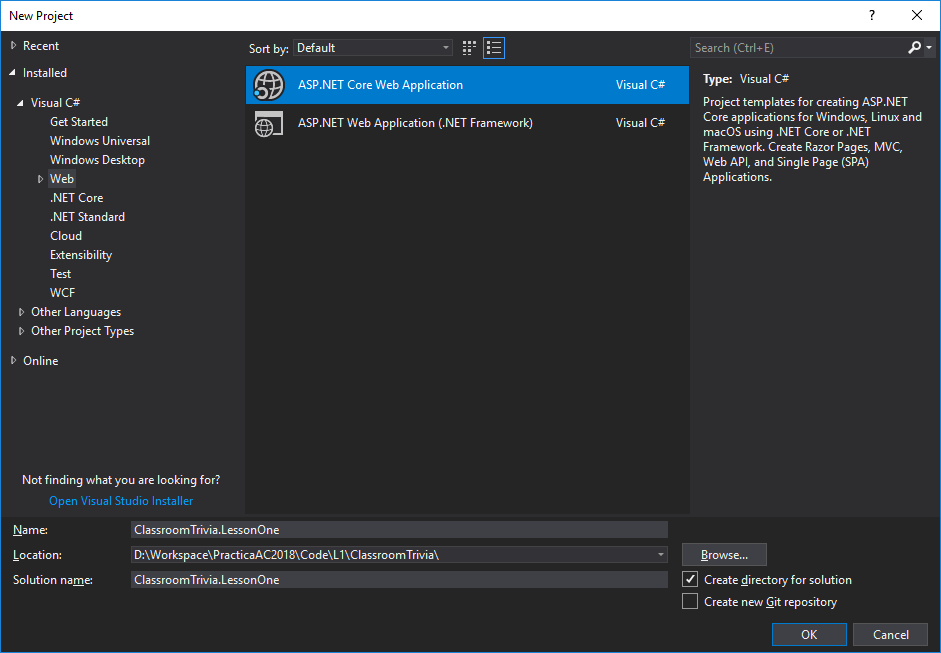 New Project
?
Recent
Installed
Visual C#
Get Started
Windows Universal
Windows Desktop
Web
.NET Core
.NET Standard
Cloud
Extensibility
Test
WCF
Other Languages
Other Project Types
Online
Not finding what you are looking for?
Open Visual Studio Installer
Sort by: Default
ASP.NET Core Web Application Visual C#
ASP.NET Web Application (.NET Framework) Visual C#
Search (Ctrl+E)
Type: Visual C#
Project templates for creating ASP.NET
Core applications for Windows, Linux and
macOS using .NET Core or .NET
Framework. Create Razor Pages, MVC,
Web API, and Single Page (SPA)
Applications.
Name: ClassroomTrivia.LessonOne
Location: D:\Workspace\PracticaAC2018\Code\L1\ClassroomTrivia\
Browse...
Solution name: ClassroomTrivia.LessonOne
Create directory for solution
Create new Git repository
OK
Cancel